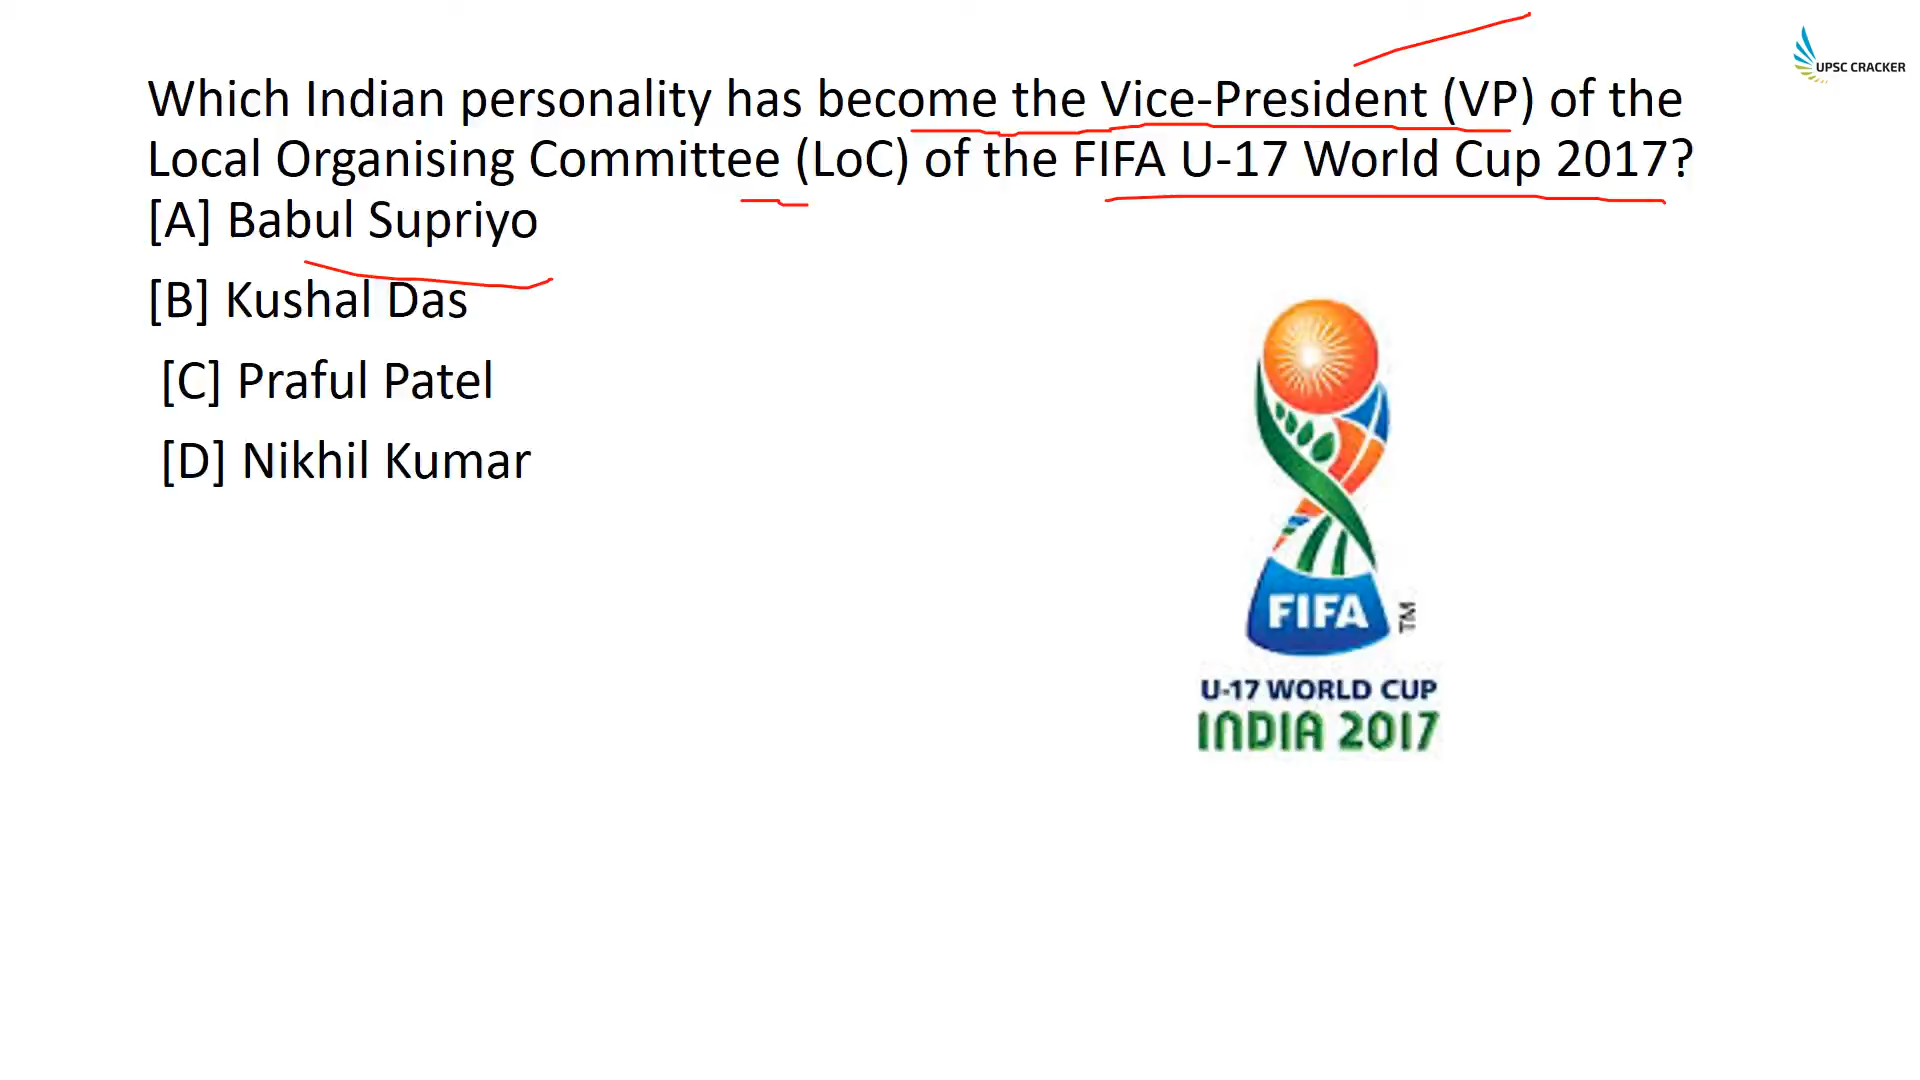 UPSC CRACKER
Which Indian personality has become the Vice-President (VP) of the
Local Organising Committee (LoC) of the FIFA U-17 World Cup 2017?
[A] Babul Supriyo
[B] Kushal Das
[C] Praful Patel
[D] Nikhil Kumar
FIFA
TM
U-17 WORLD CUP
INDIA 2017